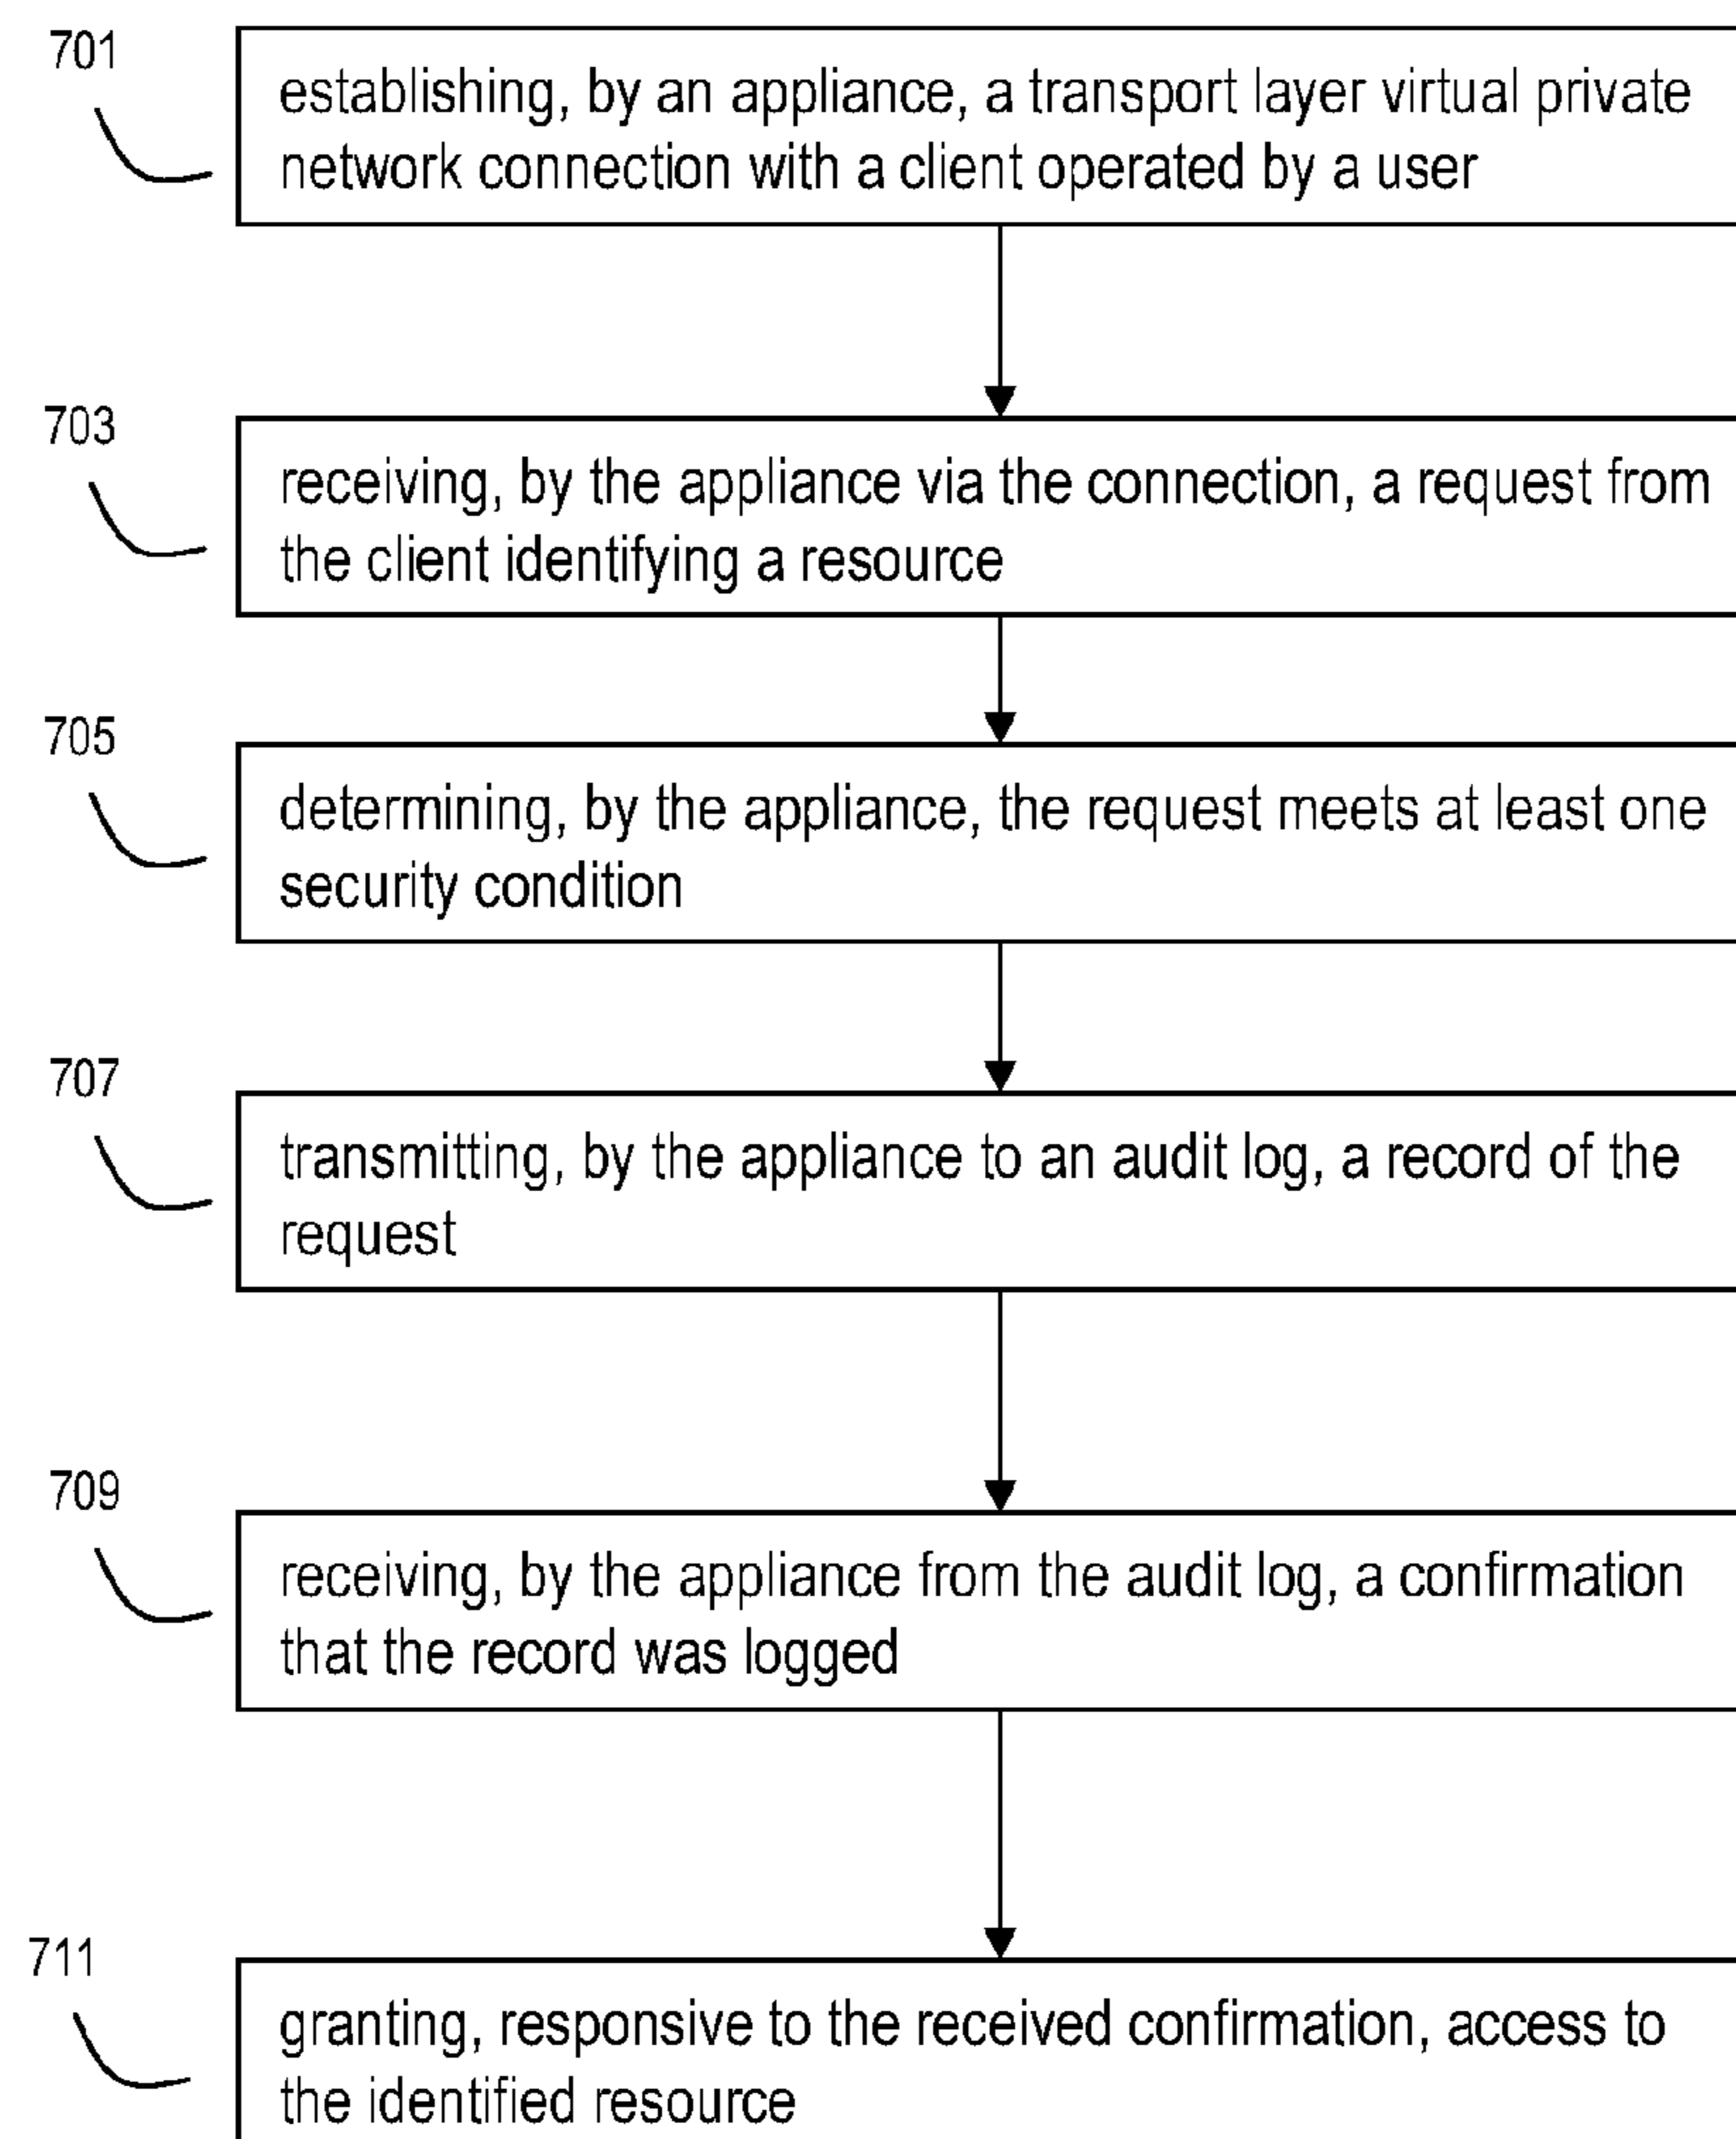 701
establishing, by an appliance, a transport layer virtual private
network connection with a client operated by a user
703
receiving, by the appliance via the connection, a request from
the client identifying a resource
705
determining, by the appliance, the request meets at least one
security condition
707
transmitting, by the appliance to an audit log, a record of the
request
709
receiving, by the appliance from the audit log, a confirmation
that the record was logged
711
granting, responsive to the received confirmation, access to
the identified resource